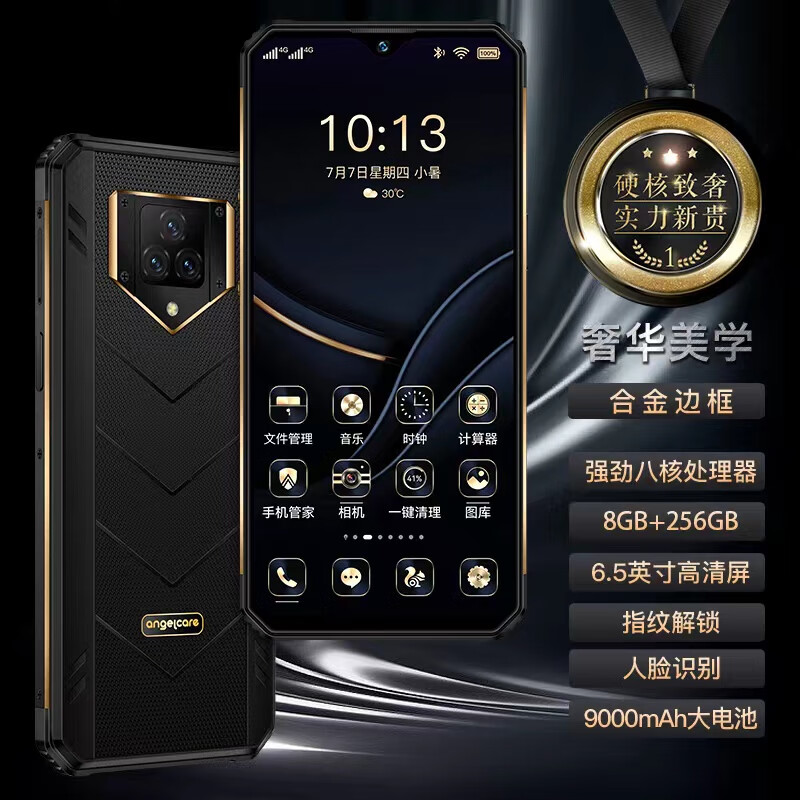 4G 4G 100%
10:13
7月7日星期四 小暑
30℃
文件管理 音乐 时钟 计算器
41%
手机管家 相机 一键清理 图库
angelcare
硬核致奢
实力新贵
1
奢华美学
合金边框
强劲八核处理器
8GB+256GB
6.5英寸高清屏
指纹解锁
人脸识别
9000mAh大电池